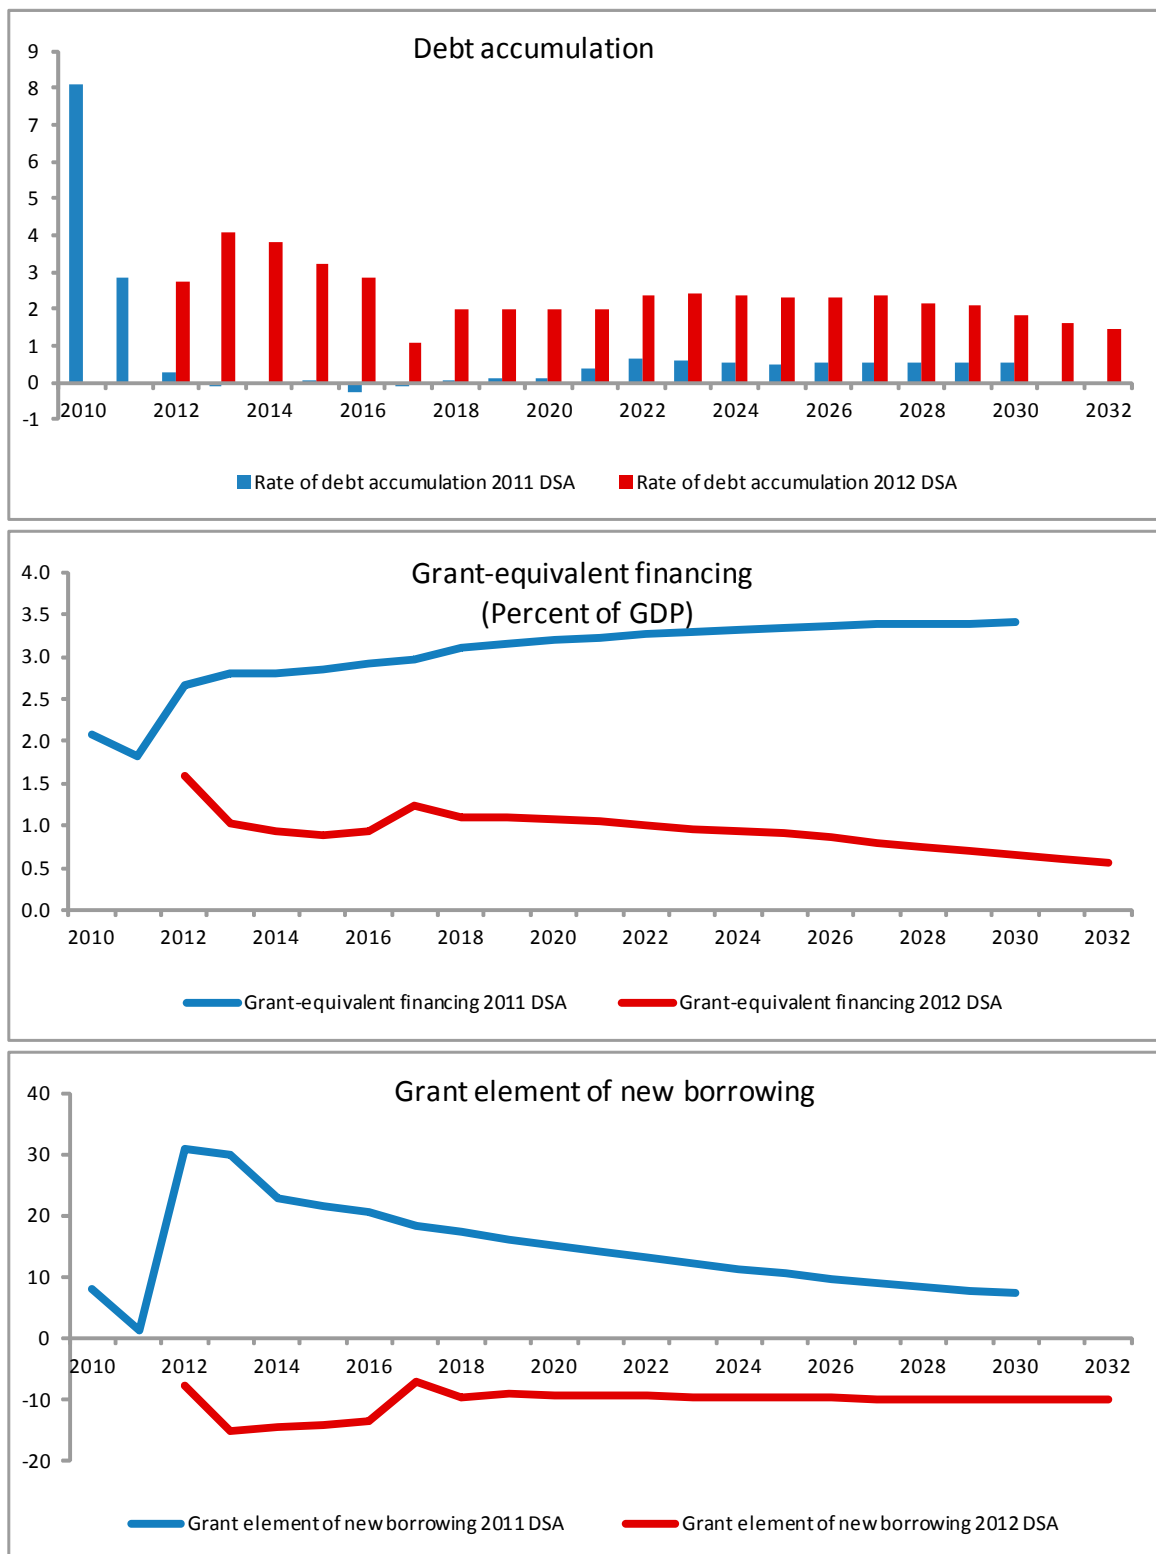 Debt accumulation
9
8
7
6
5
4
3
2
1
0
-1
2010 2012 2014 2016 2018 2020 2022 2024 2026 2028 2030 2032
Rate of debt accumulation 2011 DSA Rate of debt accumulation 2012 DSA
Grant-equivalent financing
(Percent of GDP)
4.0
3.5
3.0
2.5
2.0
1.5
1.0
0.5
0.0
2010 2012 2014 2016 2018 2020 2022 2024 2026 2028 2030 2032
Grant-equivalent financing 2011 DSA Grant-equivalent financing 2012 DSA
Grant element of new borrowing
40
30
20
10
0
-10
-20
2010 2012 2014 2016 2018 2020 2022 2024 2026 2028 2030 2032
Grant element of new borrowing 2011 DSA Grant element of new borrowing 2012 DSA